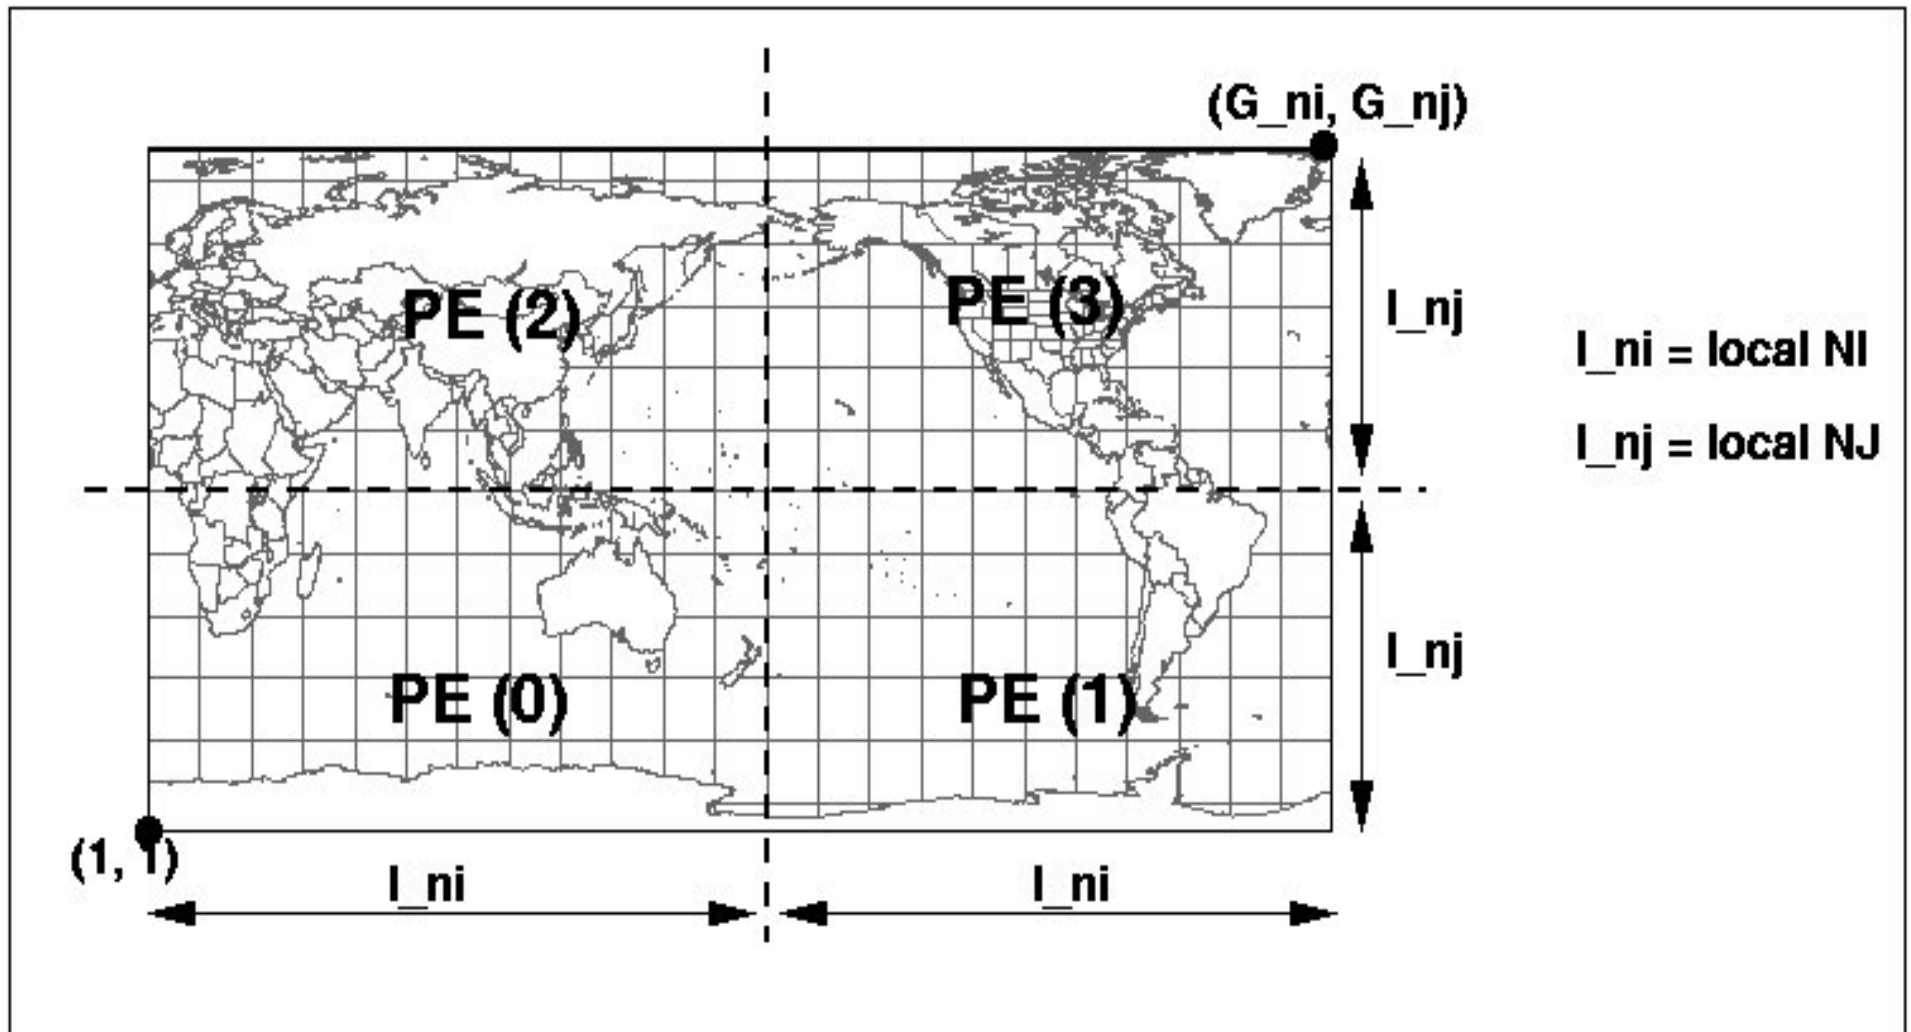 (G_ni, G_nj)
PE (2)
PE (3)
l_nj
l_ni = local NI
l_nj = local NJ
l_nj
PE (0)
PE (1)
(1, 1)
l_ni
l_ni